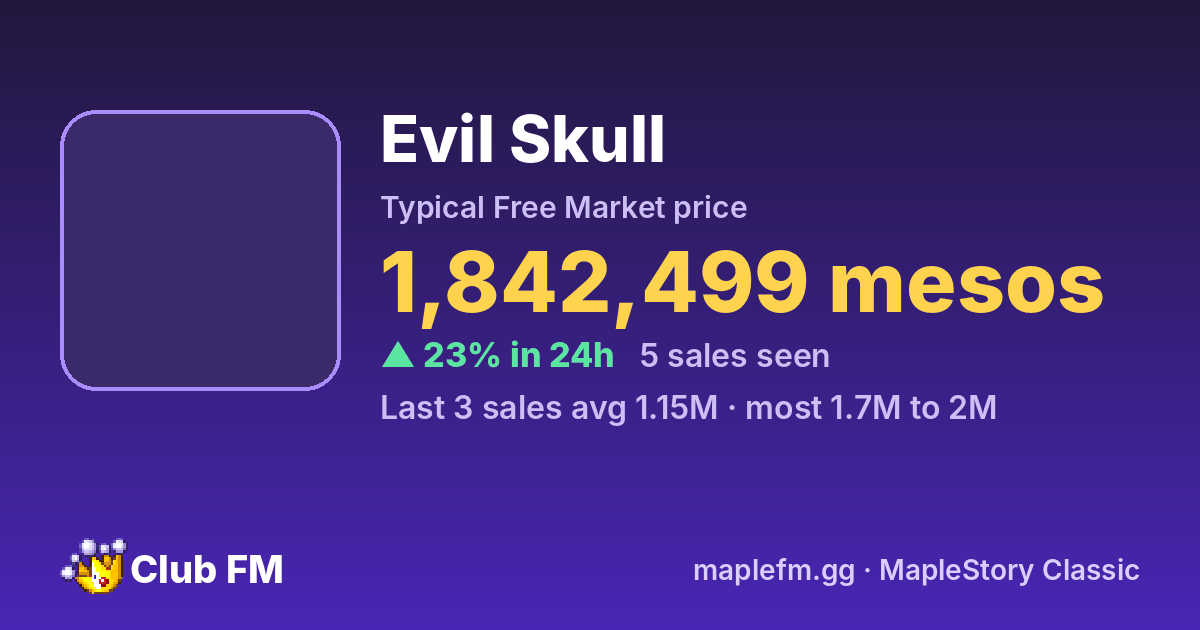 Evil Skull
Typical Free Market price
1,842,499 mesos
▲ 23% in 24h 5 sales seen
Last 3 sales avg 1.15M · most 1.7M to 2M
Club FM
maplefm.gg · MapleStory Classic